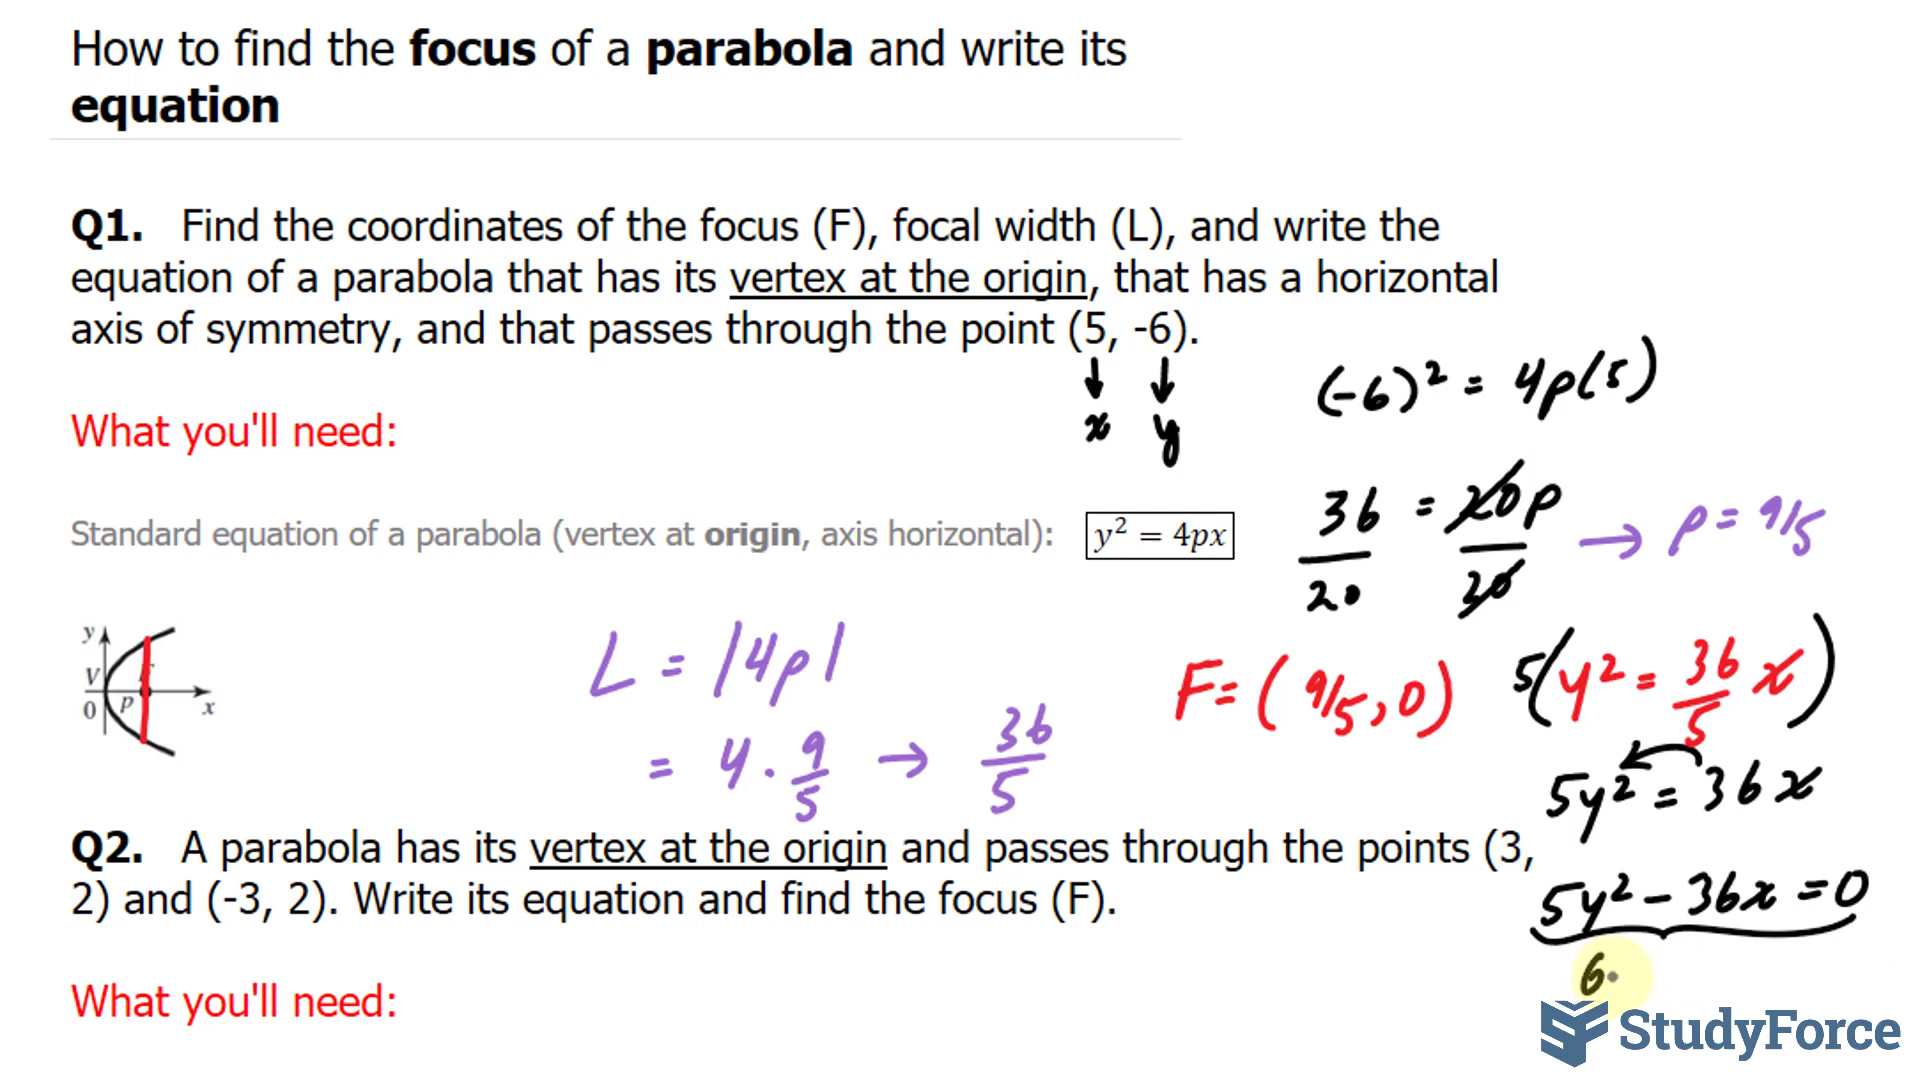 How to find the focus of a parabola and write its
equation
Q1. Find the coordinates of the focus (F), focal width (L), and write the
equation of a parabola that has its vertex at the origin, that has a horizontal
axis of symmetry, and that passes through the point (5, -6).
x y
(-6)² = 4p(5)
What you'll need:
36/20 = 20p/20 → p = 9/5
Standard equation of a parabola (vertex at origin, axis horizontal): y² = 4px
y
V
0 p x
L = |4p|
= 4 · 9/5 → 36/5
F = (9/5, 0)
5(y² = 36/5 x)
5y² = 36x
5y² - 36x = 0
6
Q2. A parabola has its vertex at the origin and passes through the points (3,
2) and (-3, 2). Write its equation and find the focus (F).
What you'll need:
StudyForce